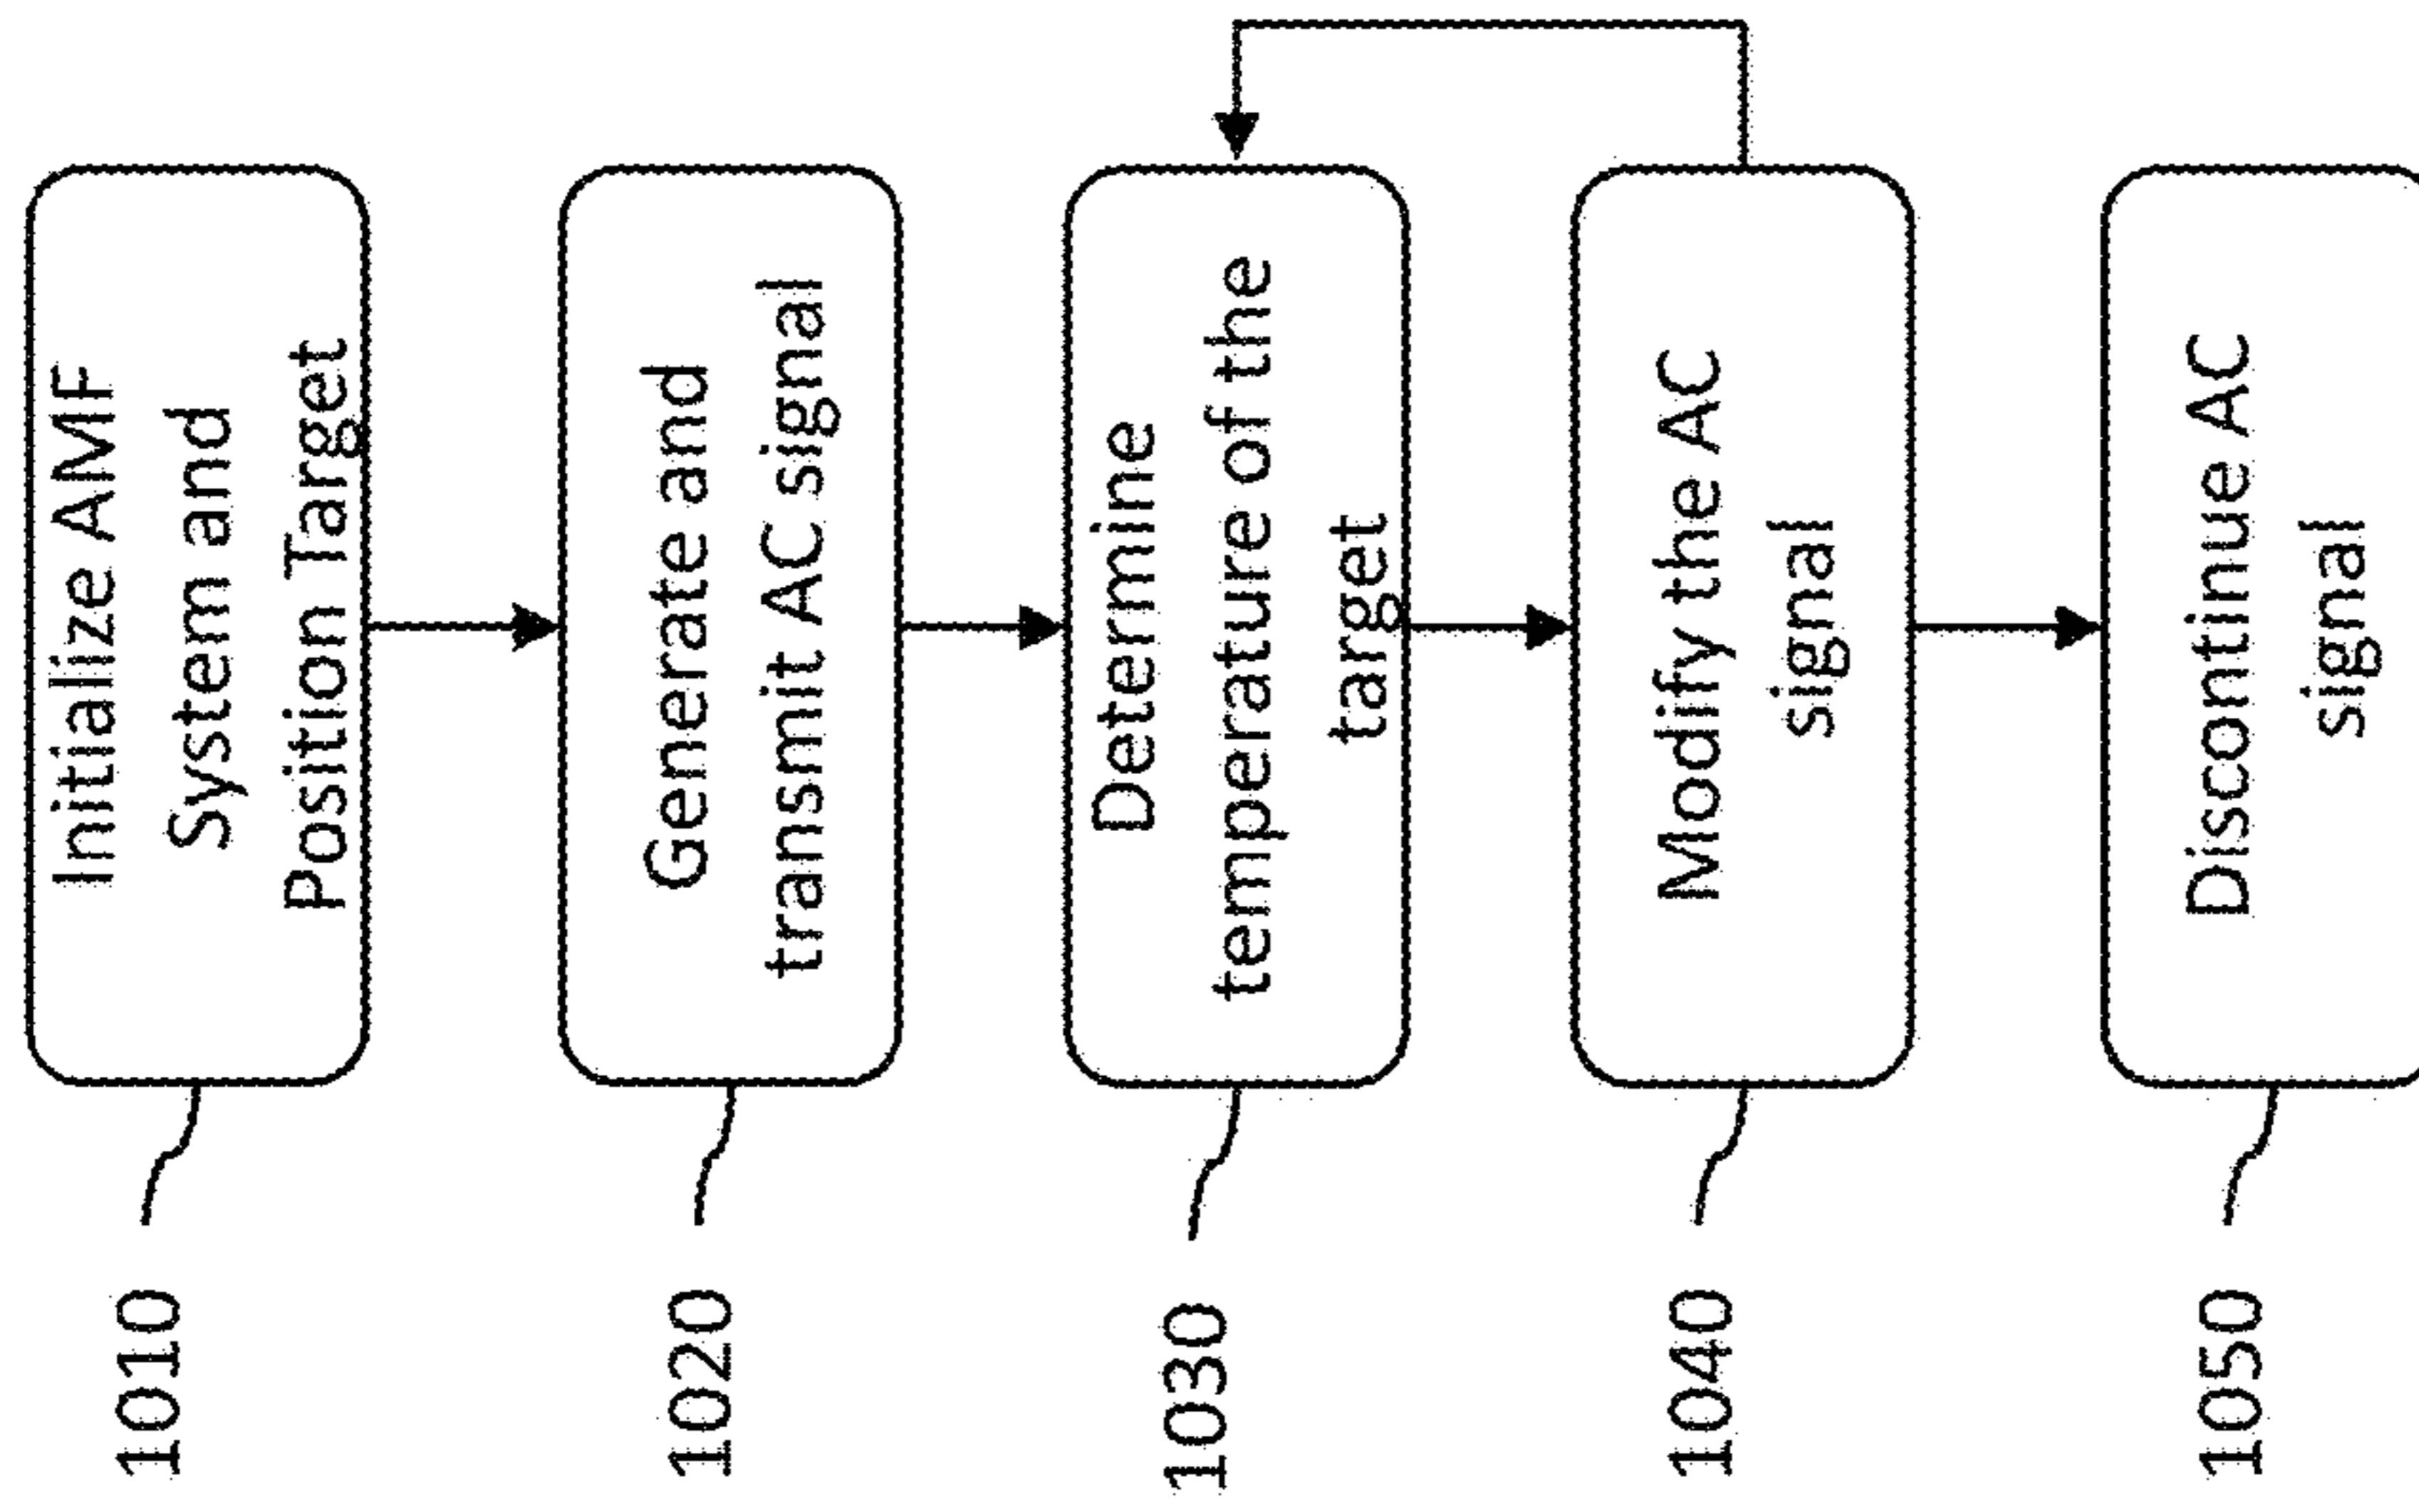 1010
Initialize AMF
System and
Position Target
1020
Generate and
transmit AC signal
1030
Determine
temperature of the
target
1040
Modify the AC
signal
1050
Discontinue AC
signal